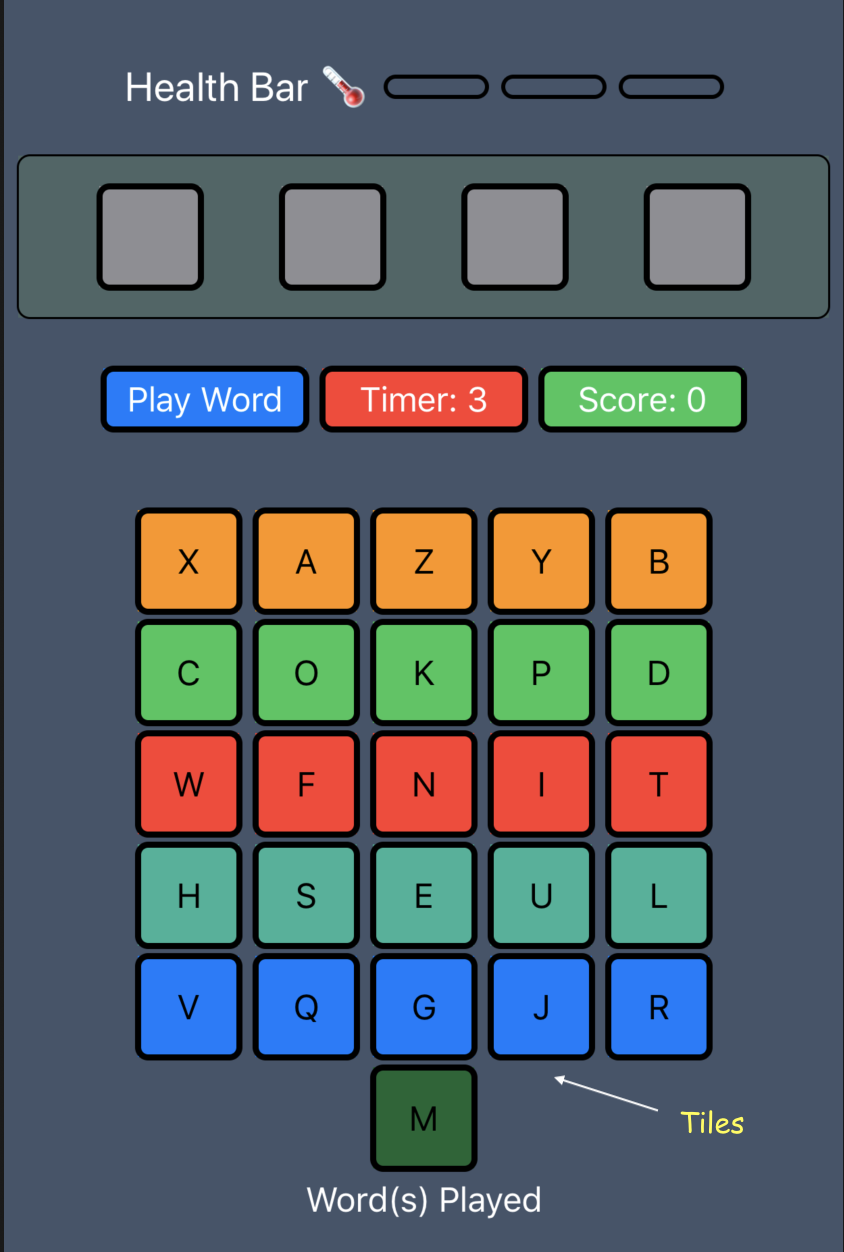 Health Bar
Play Word Timer: 3 Score: 0
X A Z Y B
C O K P D
W F N I T
H S E U L
V Q G J R
M
Tiles
Word(s) Played